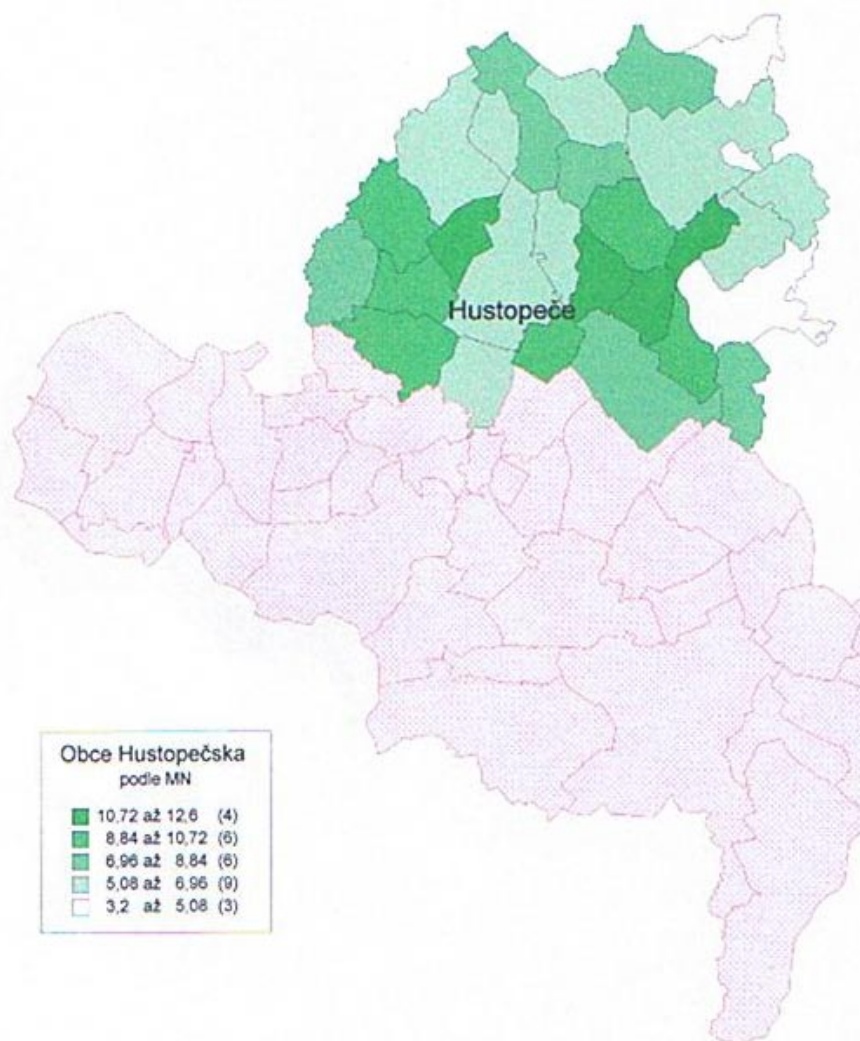 Hustopeče
Obce Hustopečska
podle MN
10,72 až 12,6 (4)
8,84 až 10,72 (6)
6,96 až 8,84 (6)
5,08 až 6,96 (9)
3,2 až 5,08 (3)